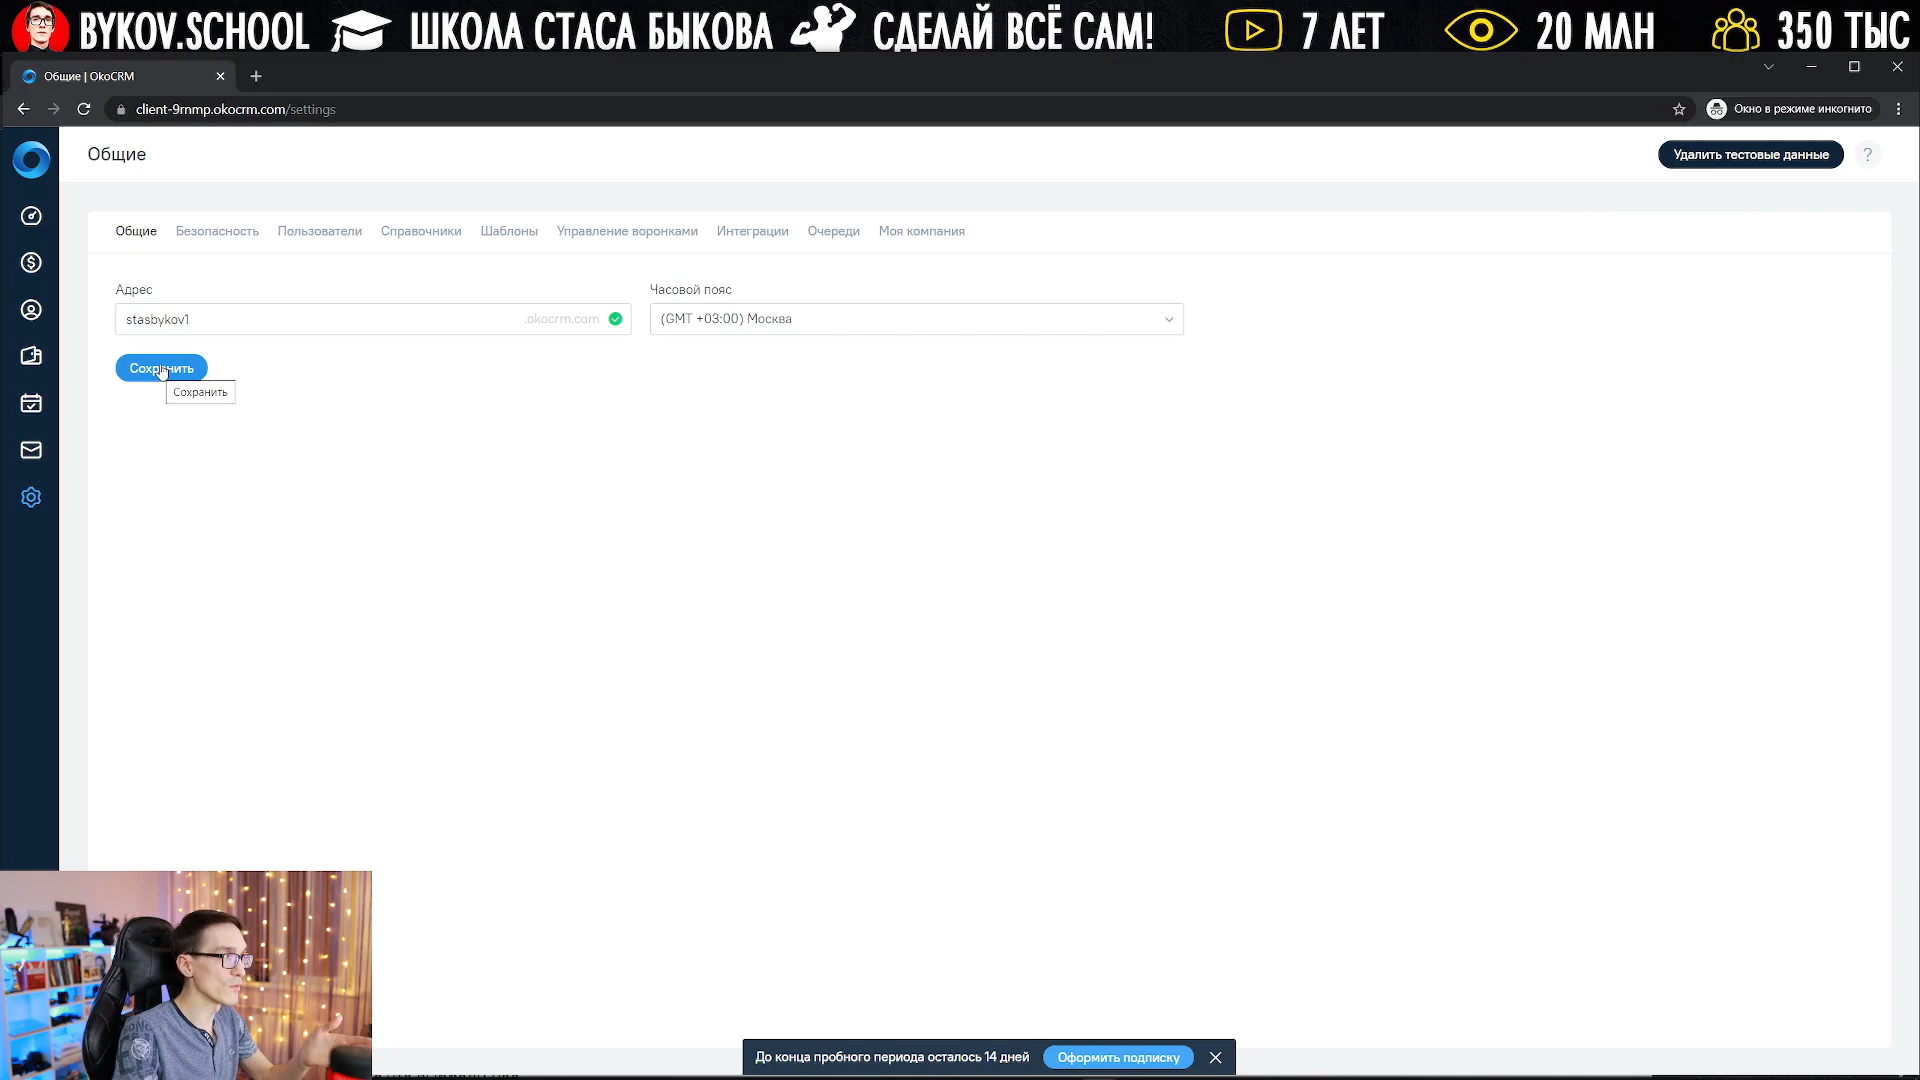 BYKOV.SCHOOL ШКОЛА СТАСА БЫКОВА СДЕЛАЙ ВСЁ САМ! 7 ЛЕТ 20 МЛН 350 ТЫС
Общие | OkoCRM
client-9rnmp.okocrm.com/settings
Окно в режиме инкогнито
Общие
Удалить тестовые данные ?
Общие Безопасность Пользователи Справочники Шаблоны Управление воронками Интеграции Очереди Моя компания
Адрес Часовой пояс
stasbykov1 .okocrm.com (GMT +03:00) Москва
Сохранить
Сохранить
До конца пробного периода осталось 14 дней Оформить подписку